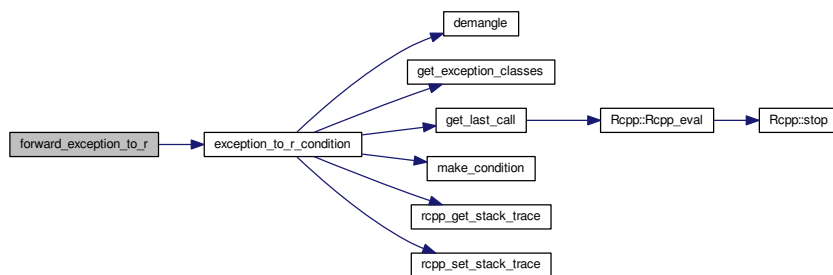 demangle
get_exception_classes
get_last_call
Rcpp::Rcpp_eval
Rcpp::stop
forward_exception_to_r
exception_to_r_condition
make_condition
rcpp_get_stack_trace
rcpp_set_stack_trace